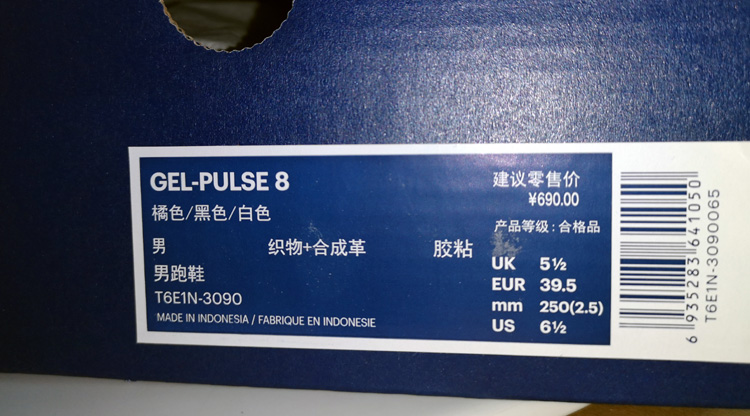 GEL-PULSE 8
橘色/黑色/白色
男 织物+合成革 胶粘
男跑鞋
T6E1N-3090
MADE IN INDONESIA / FABRIQUE EN INDONESIE
建议零售价
¥690.00
产品等级：合格品
UK 5½
EUR 39.5
mm 250(2.5)
US 6½
6 935283 641050
T6E1N-3090065